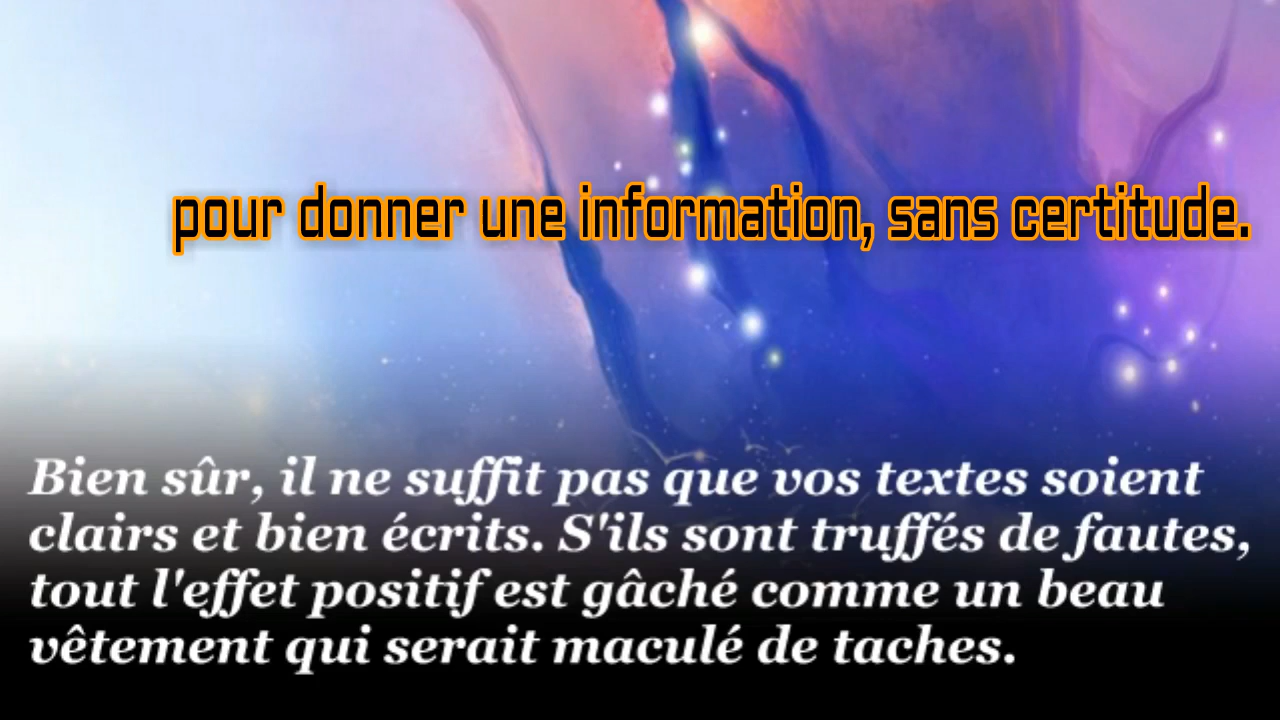 pour donner une information, sans certitude.
Bien sûr, il ne suffit pas que vos textes soient
clairs et bien écrits. S'ils sont truffés de fautes,
tout l'effet positif est gâché comme un beau
vêtement qui serait maculé de taches.